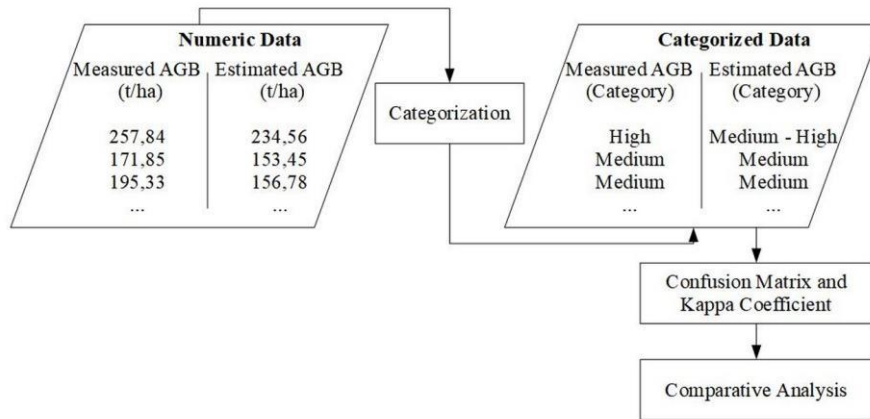 Numeric Data
Measured AGB Estimated AGB
(t/ha) (t/ha)
257,84 234,56
171,85 153,45
195,33 156,78
... ...
Categorization
Categorized Data
Measured AGB Estimated AGB
(Category) (Category)
High Medium - High
Medium Medium
Medium Medium
... ...
Confusion Matrix and
Kappa Coefficient
Comparative Analysis